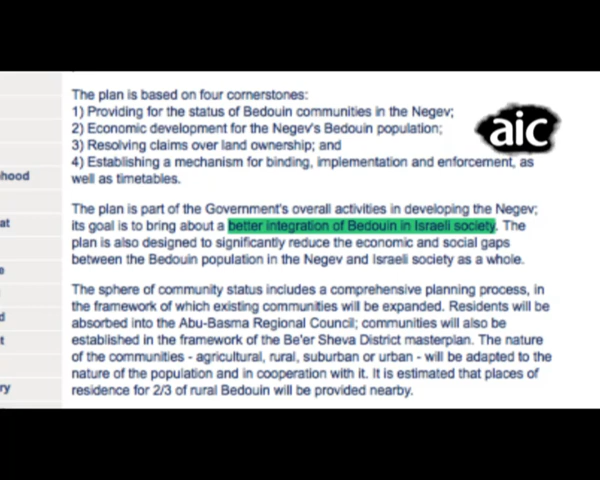 The plan is based on four cornerstones:
1) Providing for the status of Bedouin communities in the Negev;
2) Economic development for the Negev's Bedouin population;
3) Resolving claims over land ownership; and
4) Establishing a mechanism for binding, implementation and enforcement, as
well as timetables.
The plan is part of the Government's overall activities in developing the Negev;
its goal is to bring about a better integration of Bedouin in Israeli society. The
plan is also designed to significantly reduce the economic and social gaps
between the Bedouin population in the Negev and Israeli society as a whole.
The sphere of community status includes a comprehensive planning process, in
the framework of which existing communities will be expanded. Residents will be
absorbed into the Abu-Basma Regional Council; communities will also be
established in the framework of the Be'er Sheva District masterplan. The nature
of the communities - agricultural, rural, suburban or urban - will be adapted to the
nature of the population and in cooperation with it. It is estimated that places of
residence for 2/3 of rural Bedouin will be provided nearby.
aic
hood
at
e
d
t
ry